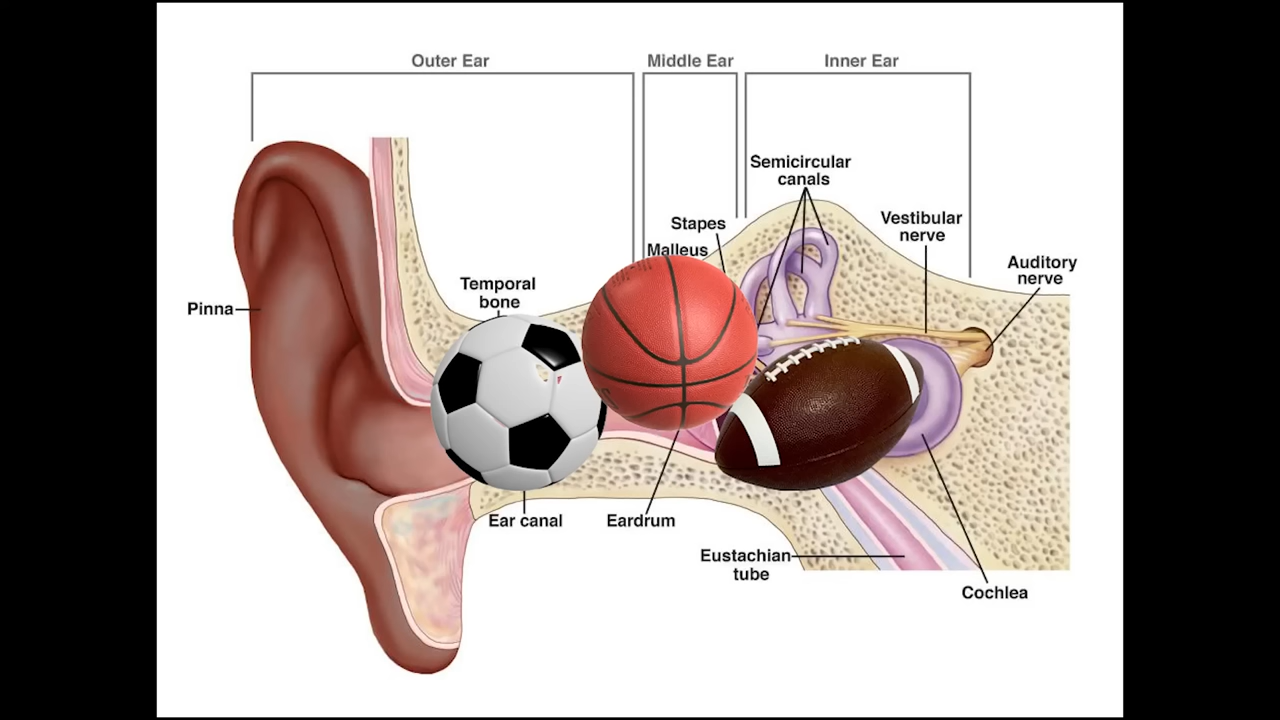 Outer Ear
Middle Ear
Inner Ear
Semicircular
canals
Stapes
Vestibular
nerve
Malleus
Auditory
nerve
Temporal
bone
Pinna
Ear canal
Eardrum
Eustachian
tube
Cochlea